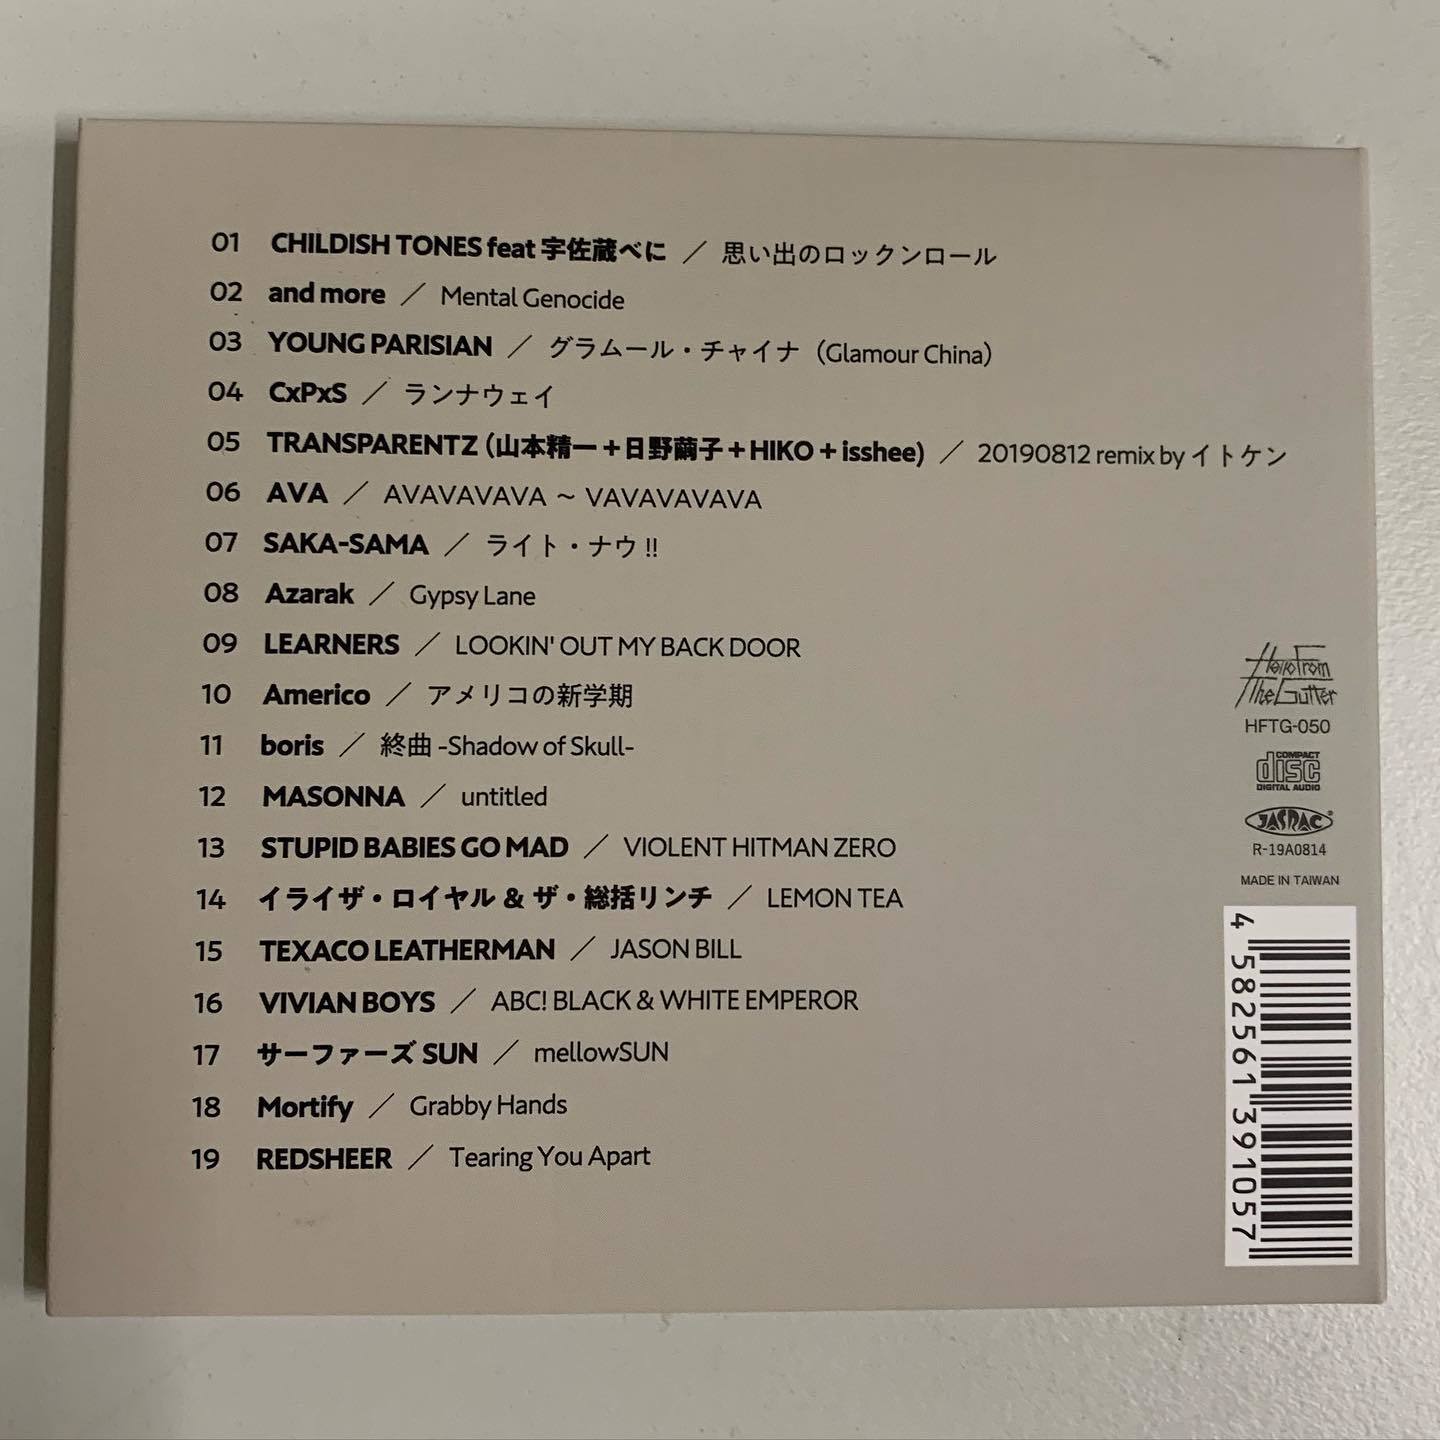 01 CHILDISH TONES feat 宇佐蔵べに ／ 思い出のロックンロール
02 and more ／ Mental Genocide
03 YOUNG PARISIAN ／ グラムール・チャイナ（Glamour China）
04 CxPxS ／ ランナウェイ
05 TRANSPARENTZ（山本精一＋日野繭子＋HIKO＋isshee）／ 20190812 remix by イトケン
06 AVA ／ AVAVAVAVA ～ VAVAVAVAVA
07 SAKA-SAMA ／ ライト・ナウ !!
08 Azarak ／ Gypsy Lane
09 LEARNERS ／ LOOKIN' OUT MY BACK DOOR
10 Americo ／ アメリコの新学期
11 boris ／ 終曲 -Shadow of Skull-
12 MASONNA ／ untitled
13 STUPID BABIES GO MAD ／ VIOLENT HITMAN ZERO
14 イライザ・ロイヤル & ザ・総括リンチ ／ LEMON TEA
15 TEXACO LEATHERMAN ／ JASON BILL
16 VIVIAN BOYS ／ ABC! BLACK & WHITE EMPEROR
17 サーファーズ SUN ／ mellowSUN
18 Mortify ／ Grabby Hands
19 REDSHEER ／ Tearing You Apart
Hello From
The Gutter
HFTG-050
COMPACT
disc
DIGITAL AUDIO
JASRAC
R-19A0814
MADE IN TAIWAN
4 582561 391057